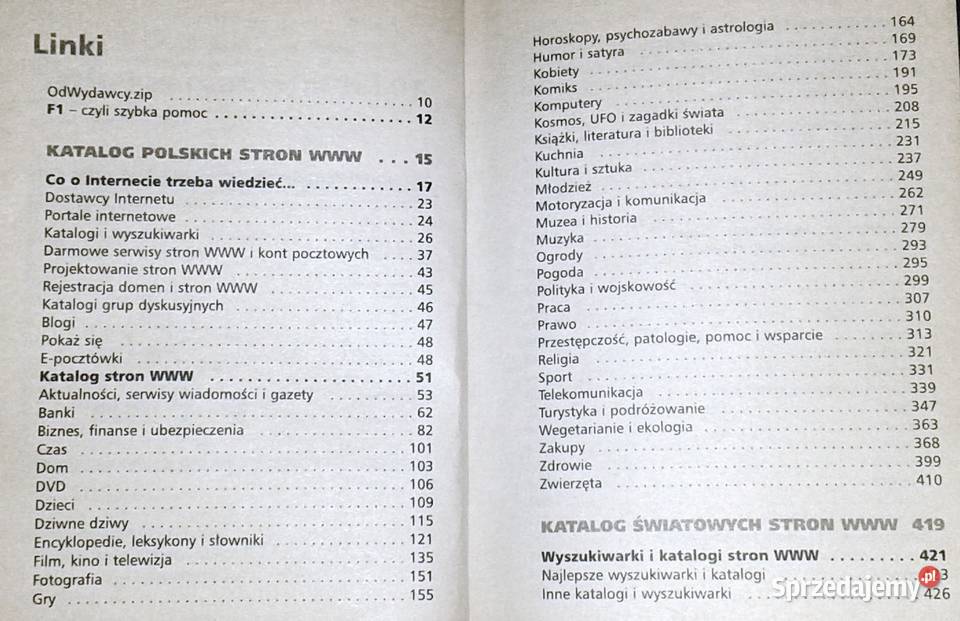 Linki
OdWydawcy.zip . . . . . . . . . . 10
F1 – czyli szybka pomoc . . . . . . . . . . 12
KATALOG POLSKICH STRON WWW . . . 15
Co o Internecie trzeba wiedzieć... . . . . . . . . . . 17
Dostawcy Internetu . . . . . . . . . . 23
Portale internetowe . . . . . . . . . . 24
Katalogi i wyszukiwarki . . . . . . . . . . 26
Darmowe serwisy stron WWW i kont pocztowych . . . . 37
Projektowanie stron WWW . . . . . . . . . . 43
Rejestracja domen i stron WWW . . . . . . . . . . 45
Katalogi grup dyskusyjnych . . . . . . . . . . 46
Blogi . . . . . . . . . . 47
Pokaż się . . . . . . . . . . 48
E-pocztówki . . . . . . . . . . 48
Katalog stron WWW . . . . . . . . . . 51
Aktualności, serwisy wiadomości i gazety . . . . . . . . . . 53
Banki . . . . . . . . . . 62
Biznes, finanse i ubezpieczenia . . . . . . . . . . 82
Czas . . . . . . . . . . 101
Dom . . . . . . . . . . 103
DVD . . . . . . . . . . 106
Dzieci . . . . . . . . . . 109
Dziwne dziwy . . . . . . . . . . 115
Encyklopedie, leksykony i słowniki . . . . . . . . . . 121
Film, kino i telewizja . . . . . . . . . . 135
Fotografia . . . . . . . . . . 151
Gry . . . . . . . . . . 155
Horoskopy, psychozabawy i astrologia . . . . . . . . . . 164
Humor i satyra . . . . . . . . . . 169
Kobiety . . . . . . . . . . 173
Komiks . . . . . . . . . . 191
Komputery . . . . . . . . . . 195
Kosmos, UFO i zagadki świata . . . . . . . . . . 208
Książki, literatura i biblioteki . . . . . . . . . . 215
Kuchnia . . . . . . . . . . 231
Kultura i sztuka . . . . . . . . . . 237
Młodzież . . . . . . . . . . 249
Motoryzacja i komunikacja . . . . . . . . . . 262
Muzea i historia . . . . . . . . . . 271
Muzyka . . . . . . . . . . 279
Ogrody . . . . . . . . . . 293
Pogoda . . . . . . . . . . 295
Polityka i wojskowość . . . . . . . . . . 299
Praca . . . . . . . . . . 307
Prawo . . . . . . . . . . 310
Przestępczość, patologie, pomoc i wsparcie . . . . . . . . . . 313
Religia . . . . . . . . . . 321
Sport . . . . . . . . . . 331
Telekomunikacja . . . . . . . . . . 339
Turystyka i podróżowanie . . . . . . . . . . 347
Wegetarianie i ekologia . . . . . . . . . . 363
Zakupy . . . . . . . . . . 368
Zdrowie . . . . . . . . . . 399
Zwierzęta . . . . . . . . . . 410
KATALOG ŚWIATOWYCH STRON WWW 419
Wyszukiwarki i katalogi stron WWW . . . . . . . . . 421
Najlepsze wyszukiwarki i katalogi
Inne katalogi i wyszukiwarki . . . . . . . . . . 426
Sprzedajemy.pl